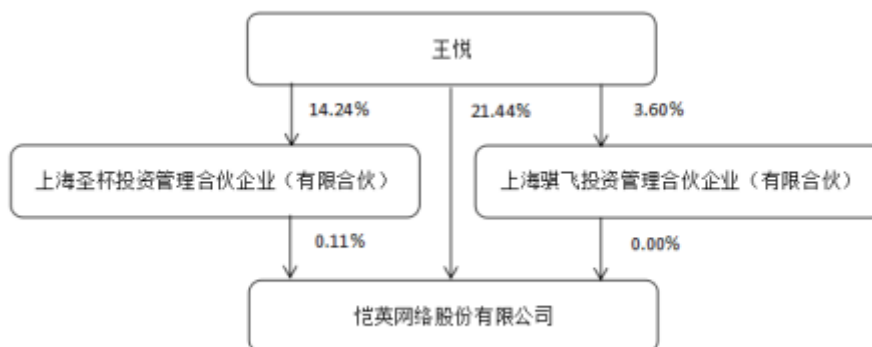 王悦
14.24%
21.44%
3.60%
上海圣杯投资管理合伙企业（有限合伙）
上海骐飞投资管理合伙企业（有限合伙）
0.11%
0.00%
恺英网络股份有限公司